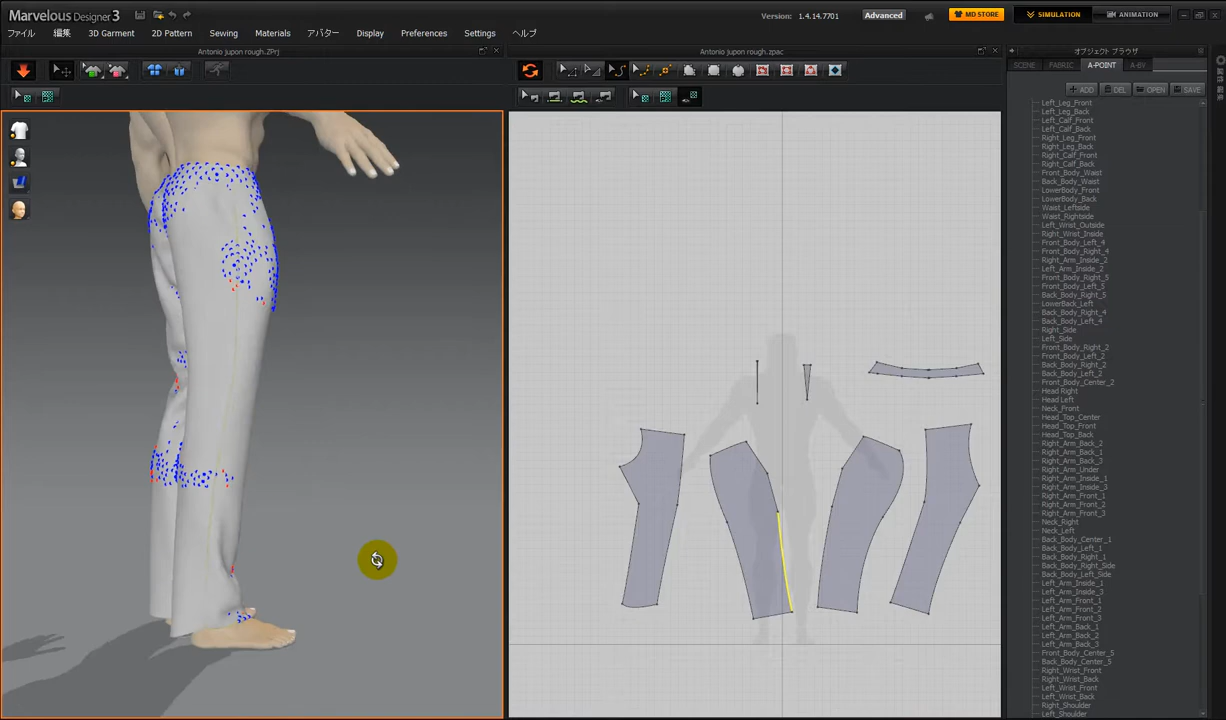 Marvelous Designer 3
Version: 1.4.14.7701
Advanced
MD STORE
SIMULATION
ANIMATION
ファイル
編集
3D Garment
2D Pattern
Sewing
Materials
アバター
Display
Preferences
Settings
ヘルプ
Antonio jupon rough.ZPrj
Antonio jupon rough.zpac
オブジェクト ブラウザ
SCENE
FABRIC
A-POINT
A-BY
ADD
DEL
OPEN
SAVE
Left_Leg_Front
Left_Leg_Back
Left_Calf_Front
Left_Calf_Back
Right_Leg_Front
Right_Leg_Back
Right_Calf_Front
Right_Calf_Back
Front_Body_Waist
Back_Body_Waist
LowerBody_Front
LowerBody_Back
Waist_Leftside
Waist_Rightside
Left_Wrist_Outside
Right_Wrist_Inside
Front_Body_Left_4
Front_Body_Right_4
Right_Arm_Inside_2
Left_Arm_Inside_2
Front_Body_Right_5
Front_Body_Left_5
Back_Body_Right_5
LowerBack_Left
Back_Body_Right_4
Back_Body_Left_4
Right_Side
Left_Side
Front_Body_Right_2
Front_Body_Left_2
Back_Body_Right_2
Back_Body_Left_2
Front_Body_Center_2
Head Right
Head Left
Neck_Front
Head_Top_Center
Head_Top_Front
Head_Top_Back
Right_Arm_Back_2
Right_Arm_Back_1
Right_Arm_Back_3
Right_Arm_Under
Right_Arm_Inside_1
Right_Arm_Inside_3
Right_Arm_Front_1
Right_Arm_Front_2
Right_Arm_Front_3
Neck_Right
Neck_Left
Back_Body_Center_1
Back_Body_Left_1
Back_Body_Right_1
Back_Body_Right_Side
Back_Body_Left_Side
Left_Arm_Inside_1
Left_Arm_Inside_3
Left_Arm_Front_1
Left_Arm_Front_2
Left_Arm_Front_3
Left_Arm_Back_1
Left_Arm_Back_2
Left_Arm_Back_3
Front_Body_Center_5
Back_Body_Center_5
Right_Wrist_Front
Right_Wrist_Back
Left_Wrist_Front
Left_Wrist_Back
Right_Shoulder
Left_Shoulder